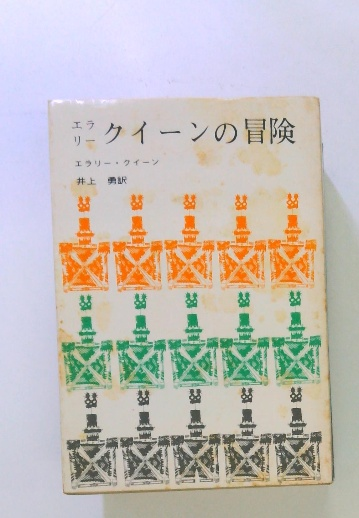 エラリー クイーンの冒険
エラリー・クイーン
井上 勇訳